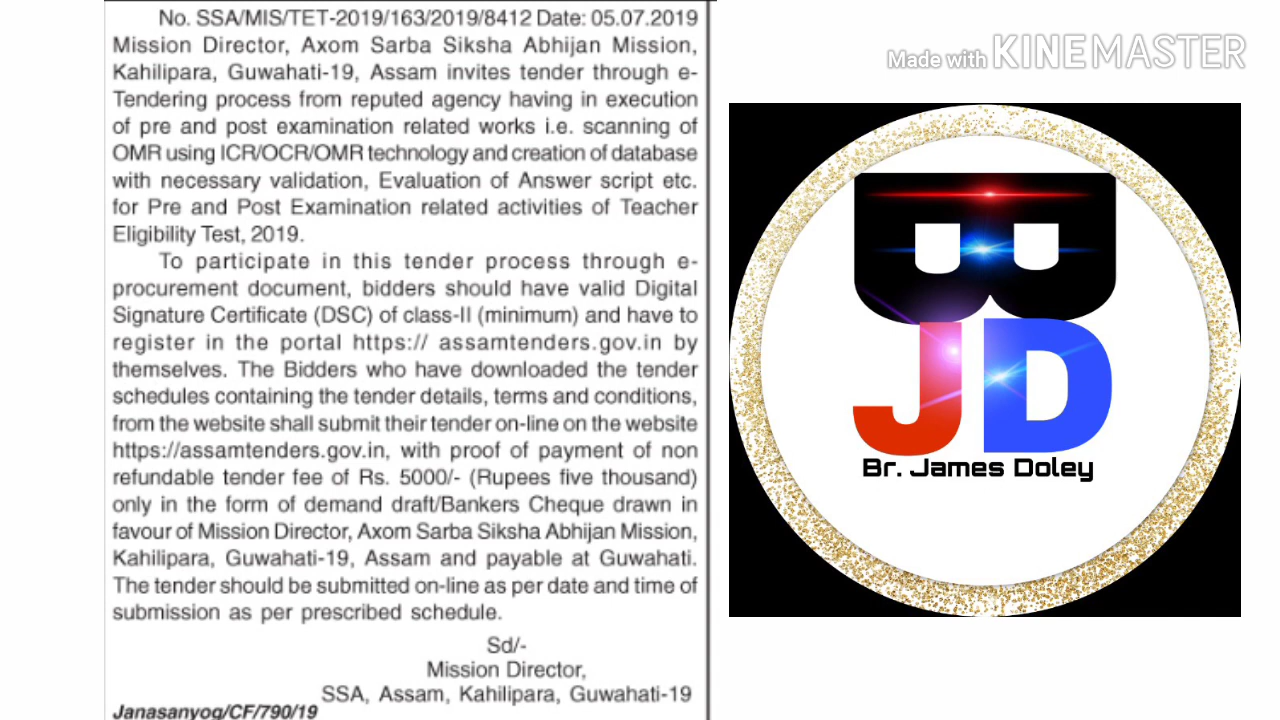 No. SSA/MIS/TET-2019/163/2019/8412 Date: 05.07.2019
Mission Director, Axom Sarba Siksha Abhijan Mission,
Kahilipara, Guwahati-19, Assam invites tender through e-
Tendering process from reputed agency having in execution
of pre and post examination related works i.e. scanning of
OMR using ICR/OCR/OMR technology and creation of database
with necessary validation, Evaluation of Answer script etc.
for Pre and Post Examination related activities of Teacher
Eligibility Test, 2019.
To participate in this tender process through e-
procurement document, bidders should have valid Digital
Signature Certificate (DSC) of class-II (minimum) and have to
register in the portal https:// assamtenders.gov.in by
themselves. The Bidders who have downloaded the tender
schedules containing the tender details, terms and conditions,
from the website shall submit their tender on-line on the website
https://assamtenders.gov.in, with proof of payment of non
refundable tender fee of Rs. 5000/- (Rupees five thousand)
only in the form of demand draft/Bankers Cheque drawn in
favour of Mission Director, Axom Sarba Siksha Abhijan Mission,
Kahilipara, Guwahati-19, Assam and payable at Guwahati.
The tender should be submitted on-line as per date and time of
submission as per prescribed schedule.
Sd/-
Mission Director,
SSA, Assam, Kahilipara, Guwahati-19
Janasanyog/CF/790/19
Made with KINEMASTER
B
JD
Br. James Doley